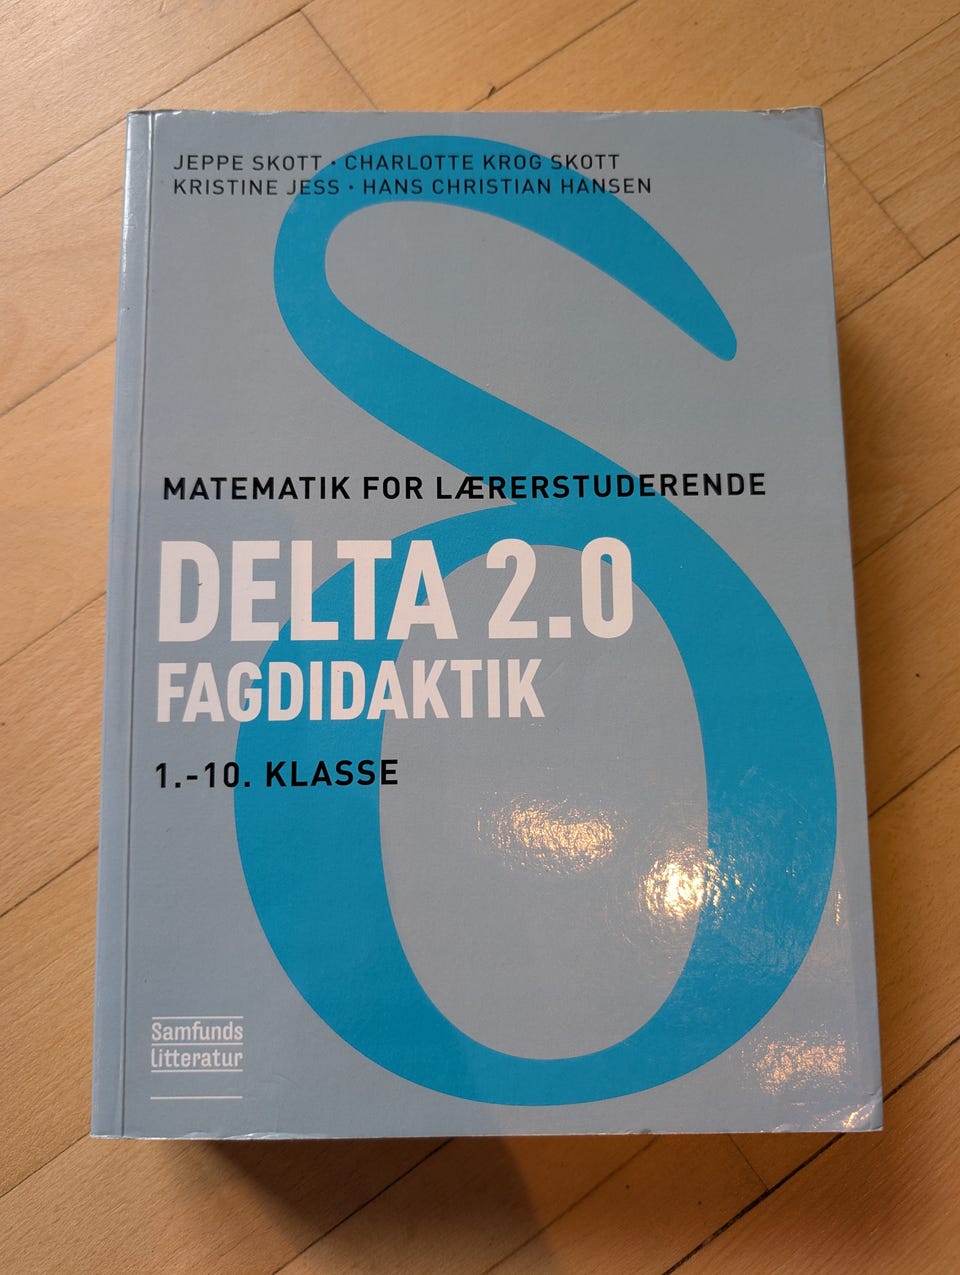 JEPPE SKOTT · CHARLOTTE KROG SKOTT
KRISTINE JESS · HANS CHRISTIAN HANSEN
MATEMATIK FOR LÆRERSTUDERENDE
DELTA 2.0
FAGDIDAKTIK
1.-10. KLASSE
Samfunds
litteratur